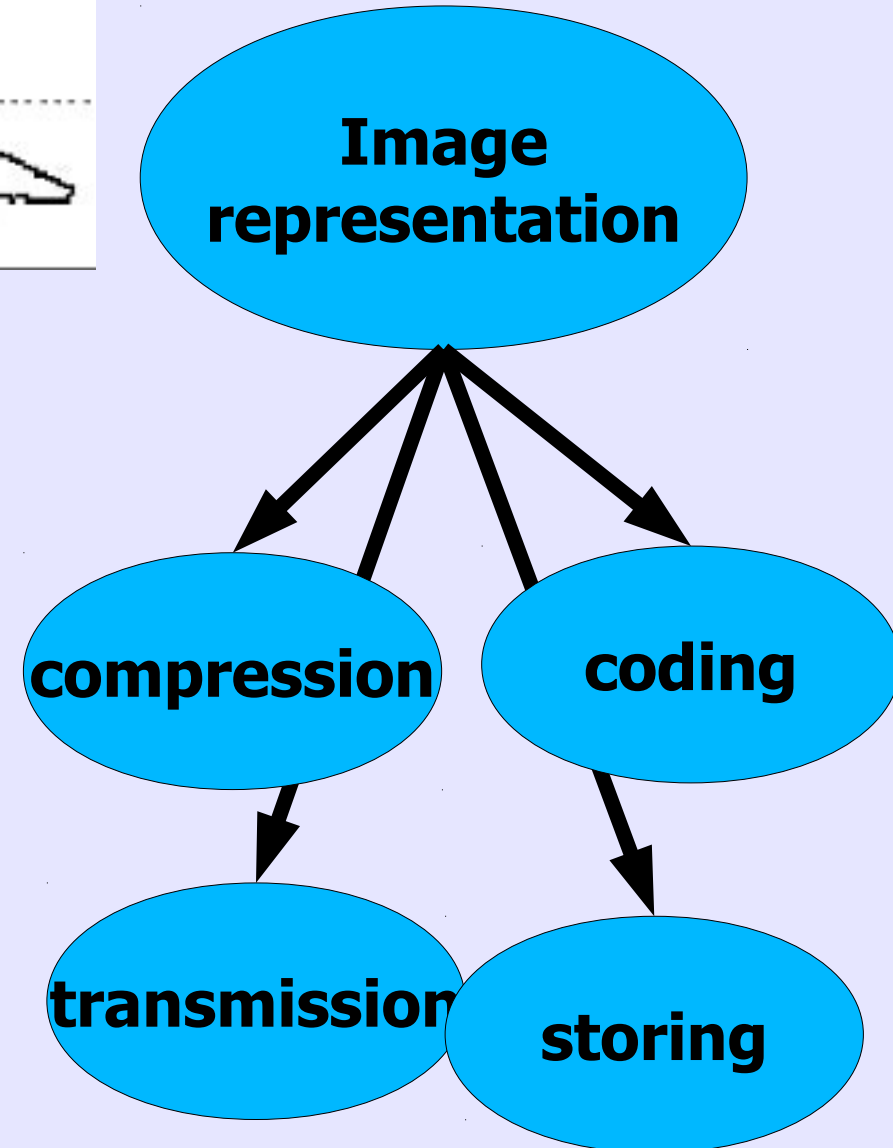 Image
representation
compression
coding
transmission
storing